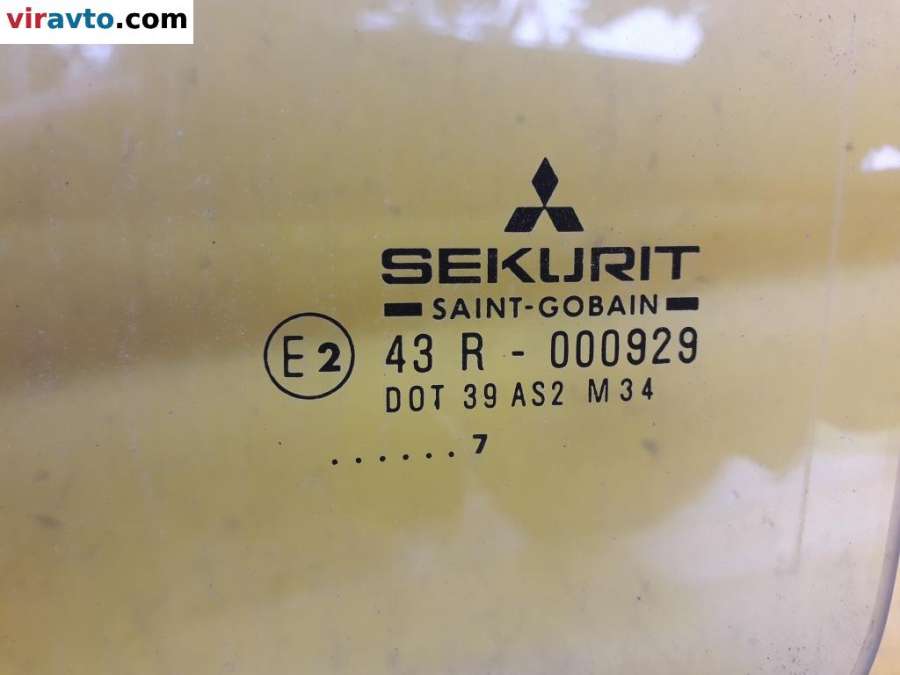 viravto.com
SEKURIT
SAINT-GOBAIN
E2 43 R - 000929
DOT 39 AS2 M34
. . . . . . 7